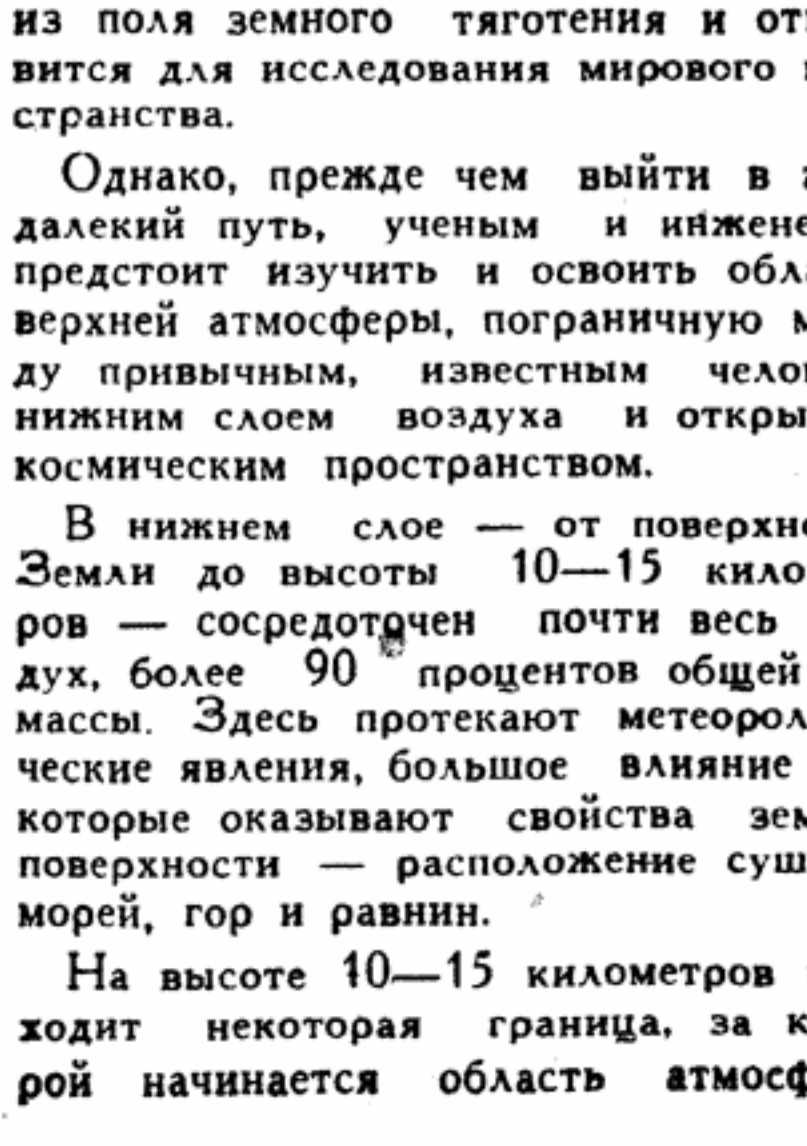 из поля земного тяготения и от
вится для исследования мирового
странства.
Однако, прежде чем выйти в
далекий путь, ученым и инжене
предстоит изучить и освоить обл
верхней атмосферы, пограничную
ду привычным, известным чело
нижним слоем воздуха и откры
космическим пространством.
В нижнем слое — от поверхно
Земли до высоты 10—15 кило
ров — сосредоточен почти весь
дух, более 90 процентов общей
массы. Здесь протекают метеорол
ческие явления, большое влияние
которые оказывают свойства зем
поверхности — расположение суш
морей, гор и равнин.
На высоте 10—15 километров
ходит некоторая граница, за к
рой начинается область атмосф